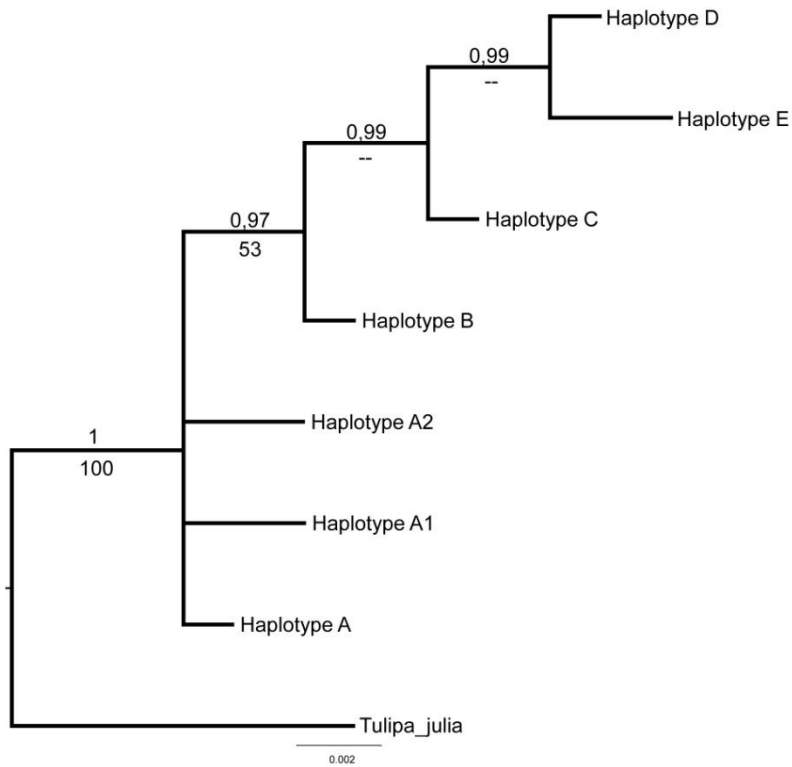 Haplotype D
0,99
--
Haplotype E
0,99
--
Haplotype C
0,97
53
Haplotype B
Haplotype A2
1
100
Haplotype A1
Haplotype A
Tulipa_julia
0.002